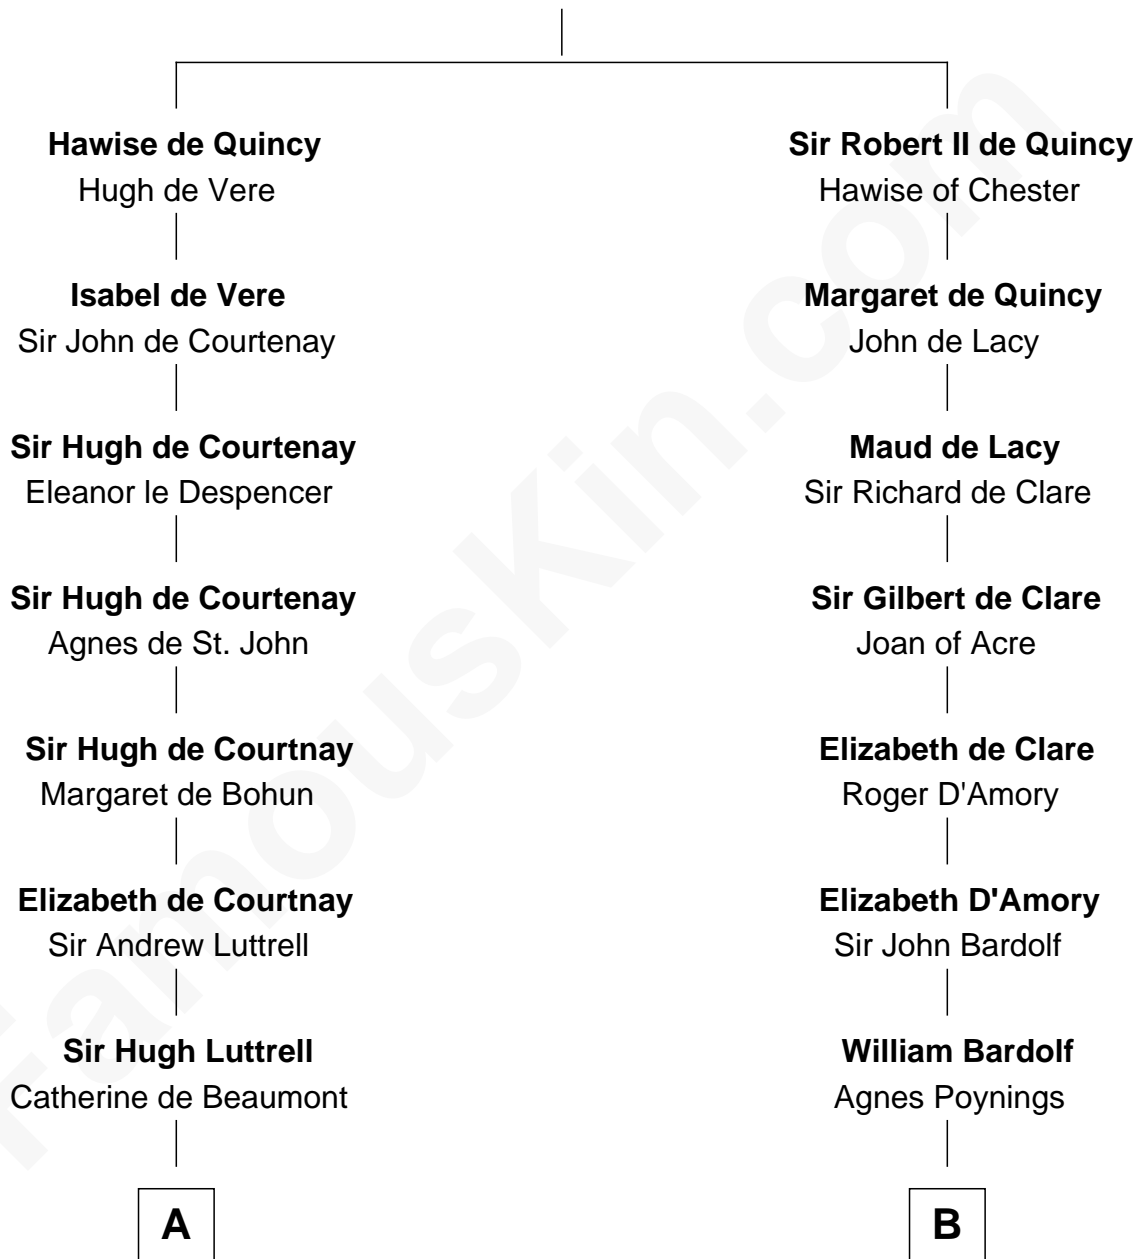 Hawise de Quincy
Hugh de Vere
Isabel de Vere
Sir John de Courtenay
Sir Hugh de Courtenay
Eleanor le Despencer
Sir Hugh de Courtenay
Agnes de St. John
Sir Hugh de Courtnay
Margaret de Bohun
Elizabeth de Courtnay
Sir Andrew Luttrell
Sir Hugh Luttrell
Catherine de Beaumont
A
Sir Robert II de Quincy
Hawise of Chester
Margaret de Quincy
John de Lacy
Maud de Lacy
Sir Richard de Clare
Sir Gilbert de Clare
Joan of Acre
Elizabeth de Clare
Roger D'Amory
Elizabeth D'Amory
Sir John Bardolf
William Bardolf
Agnes Poynings
B
FamousKin.com